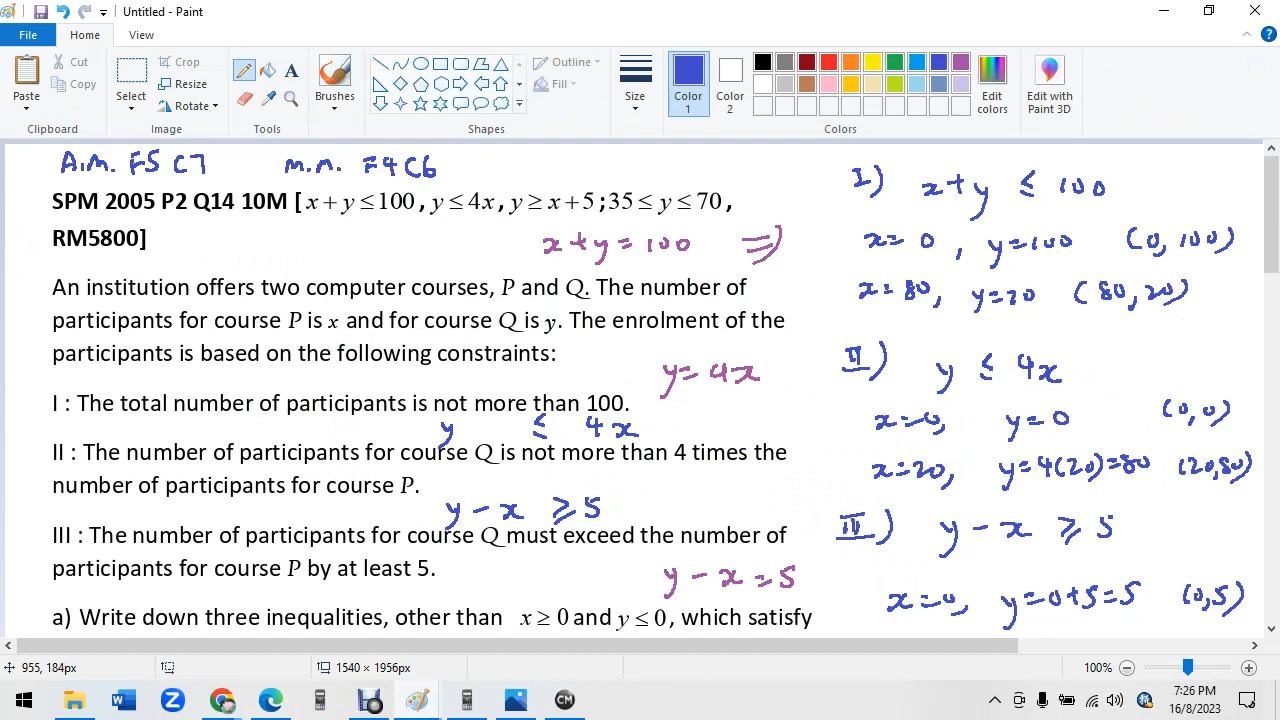 Untitled - Paint
File Home View
Paste Cut Copy Clipboard
Select Crop Resize Rotate Image
Tools
Brushes
Outline Fill Shapes
Size
Color 1 Color 2 Edit colors Colors
Edit with Paint 3D
A.M. F5 C7 M.M. F4 C6
SPM 2005 P2 Q14 10M [ x + y ≤ 100 , y ≤ 4x , y ≥ x + 5 ; 35 ≤ y ≤ 70 ,
RM5800]
x + y = 100 ⇒
An institution offers two computer courses, P and Q. The number of
participants for course P is x and for course Q is y. The enrolment of the
participants is based on the following constraints:
y = 4x
I : The total number of participants is not more than 100.
y ≤ 4x
II : The number of participants for course Q is not more than 4 times the
number of participants for course P.
y - x ≥ 5
III : The number of participants for course Q must exceed the number of
participants for course P by at least 5.
y - x = 5
a) Write down three inequalities, other than x ≥ 0 and y ≤ 0 , which satisfy
I) x + y ≤ 100
x = 0 , y = 100 (0, 100)
x = 80, y = 20 (80, 20)
II) y ≤ 4x
x = 0, y = 0 (0, 0)
x = 20, y = 4(20) = 80 (20, 80)
III) y - x ≥ 5
x = 0, y = 0 + 5 = 5 (0, 5)
955, 184px 1540 × 1956px 100%
7:26 PM
16/8/2023